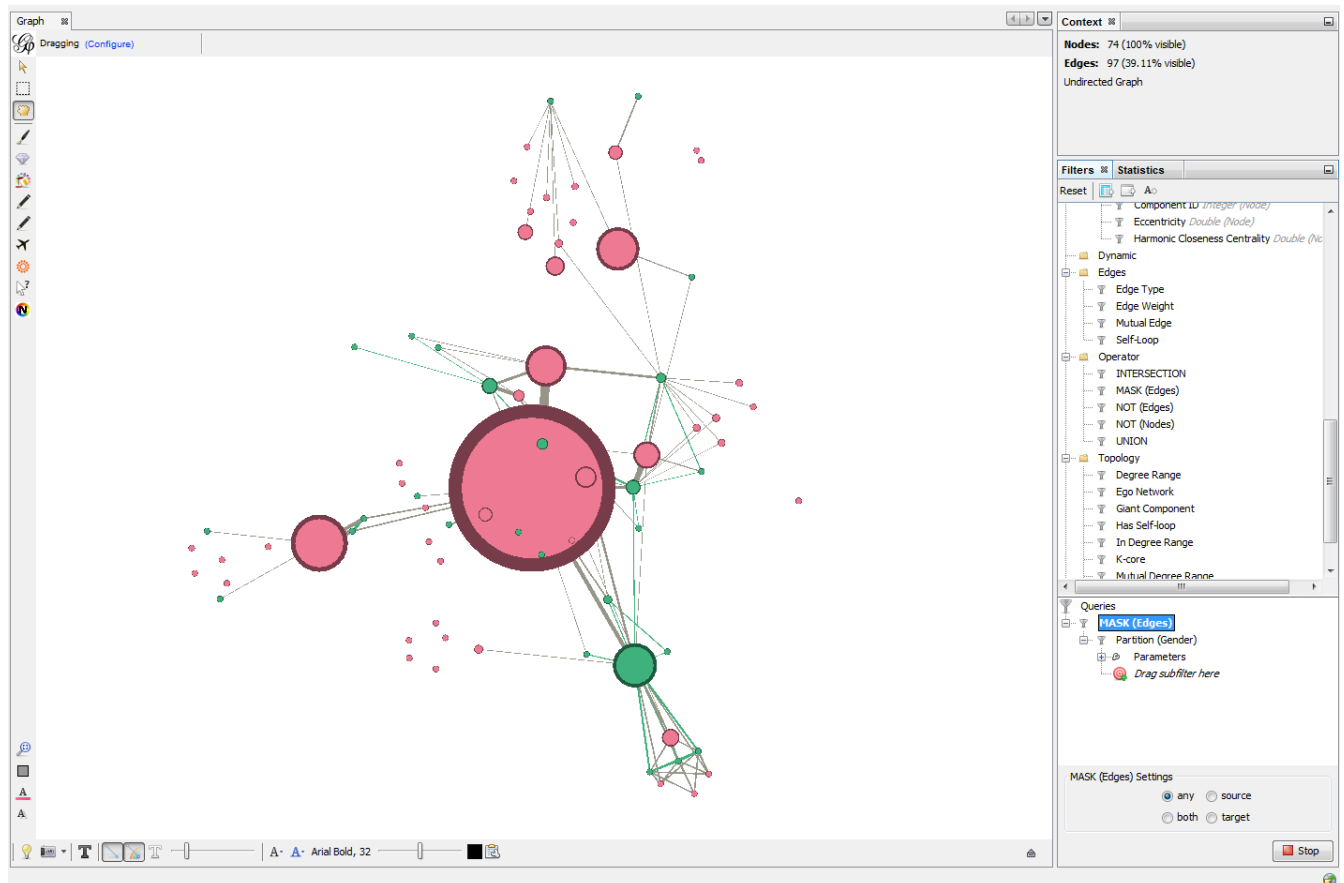 Graph
Context
Dragging (Configure)
Nodes: 74 (100% visible)
Edges: 97 (39.11% visible)
Undirected Graph
Filters Statistics
Reset
Component ID Integer (Node)
Eccentricity Double (Node)
Harmonic Closeness Centrality Double (No
Dynamic
Edges
Edge Type
Edge Weight
Mutual Edge
Self-Loop
Operator
INTERSECTION
MASK (Edges)
NOT (Edges)
NOT (Nodes)
UNION
Topology
Degree Range
Ego Network
Giant Component
Has Self-loop
In Degree Range
K-core
Mutual Degree Range
Queries
MASK (Edges)
Partition (Gender)
Parameters
Drag subfilter here
MASK (Edges) Settings
any source
both target
Stop
T T A- A- Arial Bold, 32